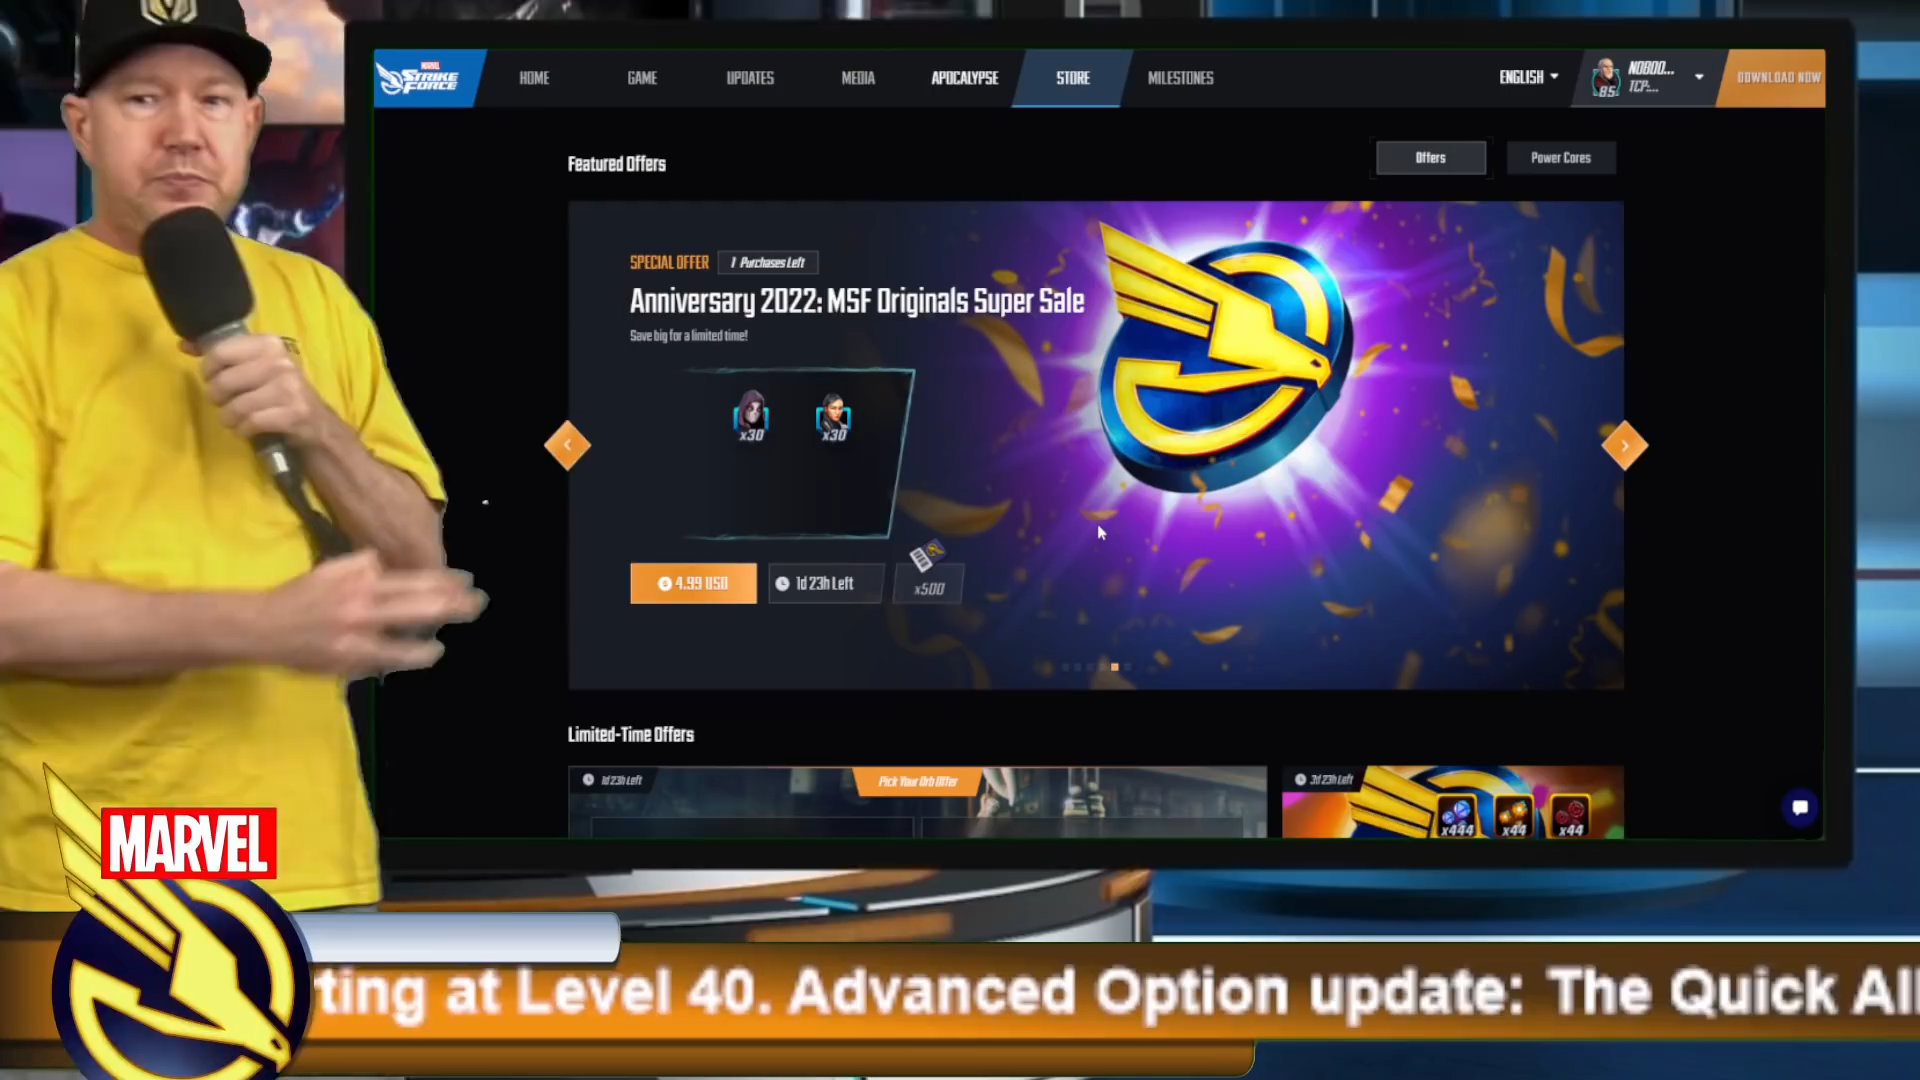 MARVEL
STRIKE
FORCE
HOME
GAME
UPDATES
MEDIA
APOCALYPSE
STORE
MILESTONES
ENGLISH
85
NOBOO...
TCP-...
DOWNLOAD NOW
Featured Offers
Offers
Power Cores
SPECIAL OFFER
1 Purchases Left
Anniversary 2022: MSF Originals Super Sale
Save big for a limited time!
x30
x30
4.99 USD
1d 23h Left
x500
Limited-Time Offers
1d 23h Left
Pick Your Orb Offer
3d 23h Left
x444
x44
x44
MARVEL
ting at Level 40. Advanced Option update: The Quick All